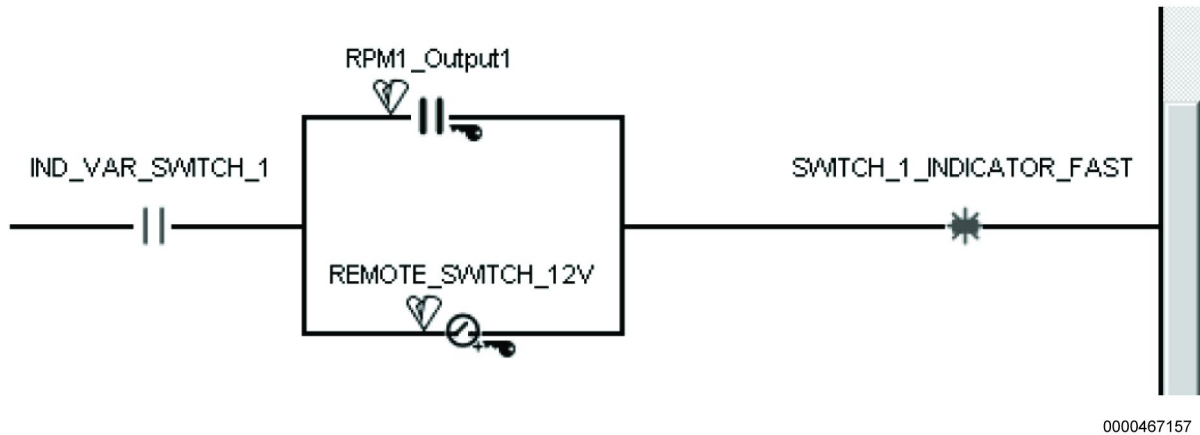 RPM1_Output1
IND_VAR_SWITCH_1
SWITCH_1_INDICATOR_FAST
REMOTE_SWITCH_12V
0000467157